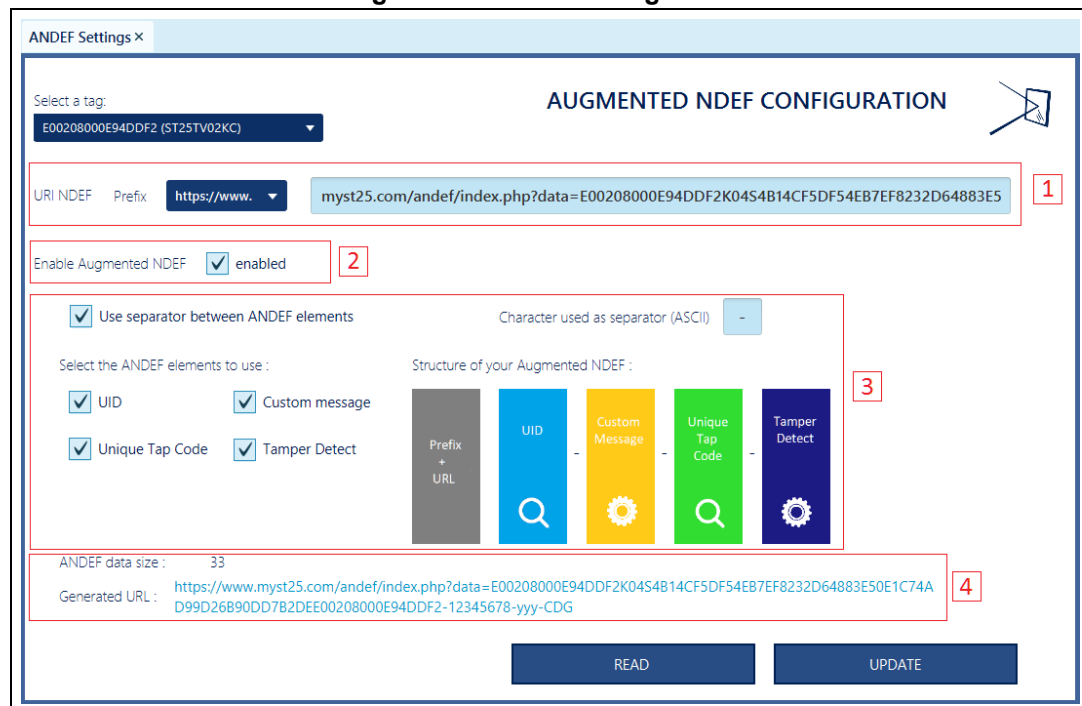 ANDEF Settings ×
Select a tag:
AUGMENTED NDEF CONFIGURATION
E00208000E94DDF2 (ST25TV02KC)
URI NDEF Prefix https://www. myst25.com/andef/index.php?data=E00208000E94DDF2K04S4B14CF5DF54EB7EF8232D64883E5
1
Enable Augmented NDEF enabled
2
Use separator between ANDEF elements Character used as separator (ASCII) -
Select the ANDEF elements to use : Structure of your Augmented NDEF :
3
UID Custom message
Unique Tap Code Tamper Detect
Prefix
+
URL
UID
-
Custom
Message
-
Unique
Tap
Code
-
Tamper
Detect
ANDEF data size : 33
Generated URL : https://www.myst25.com/andef/index.php?data=E00208000E94DDF2K04S4B14CF5DF54EB7EF8232D64883E50E1C74A
D99D26B90DD7B2DEE00208000E94DDF2-12345678-yyy-CDG
4
READ UPDATE